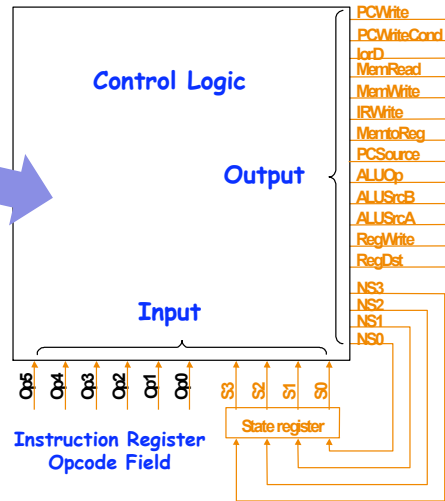 PCWrite
PCWriteCond
IorD
MemRead
Control Logic
MemWrite
IRWrite
MemtoReg
PCSource
Output
ALUOp
ALUSrcB
ALUSrcA
RegWrite
RegDst
NS3
NS2
Input
NS1
NS0
Op5
Op4
Op3
Op2
Op1
Op0
S3
S2
S1
S0
State register
Instruction Register
Opcode Field